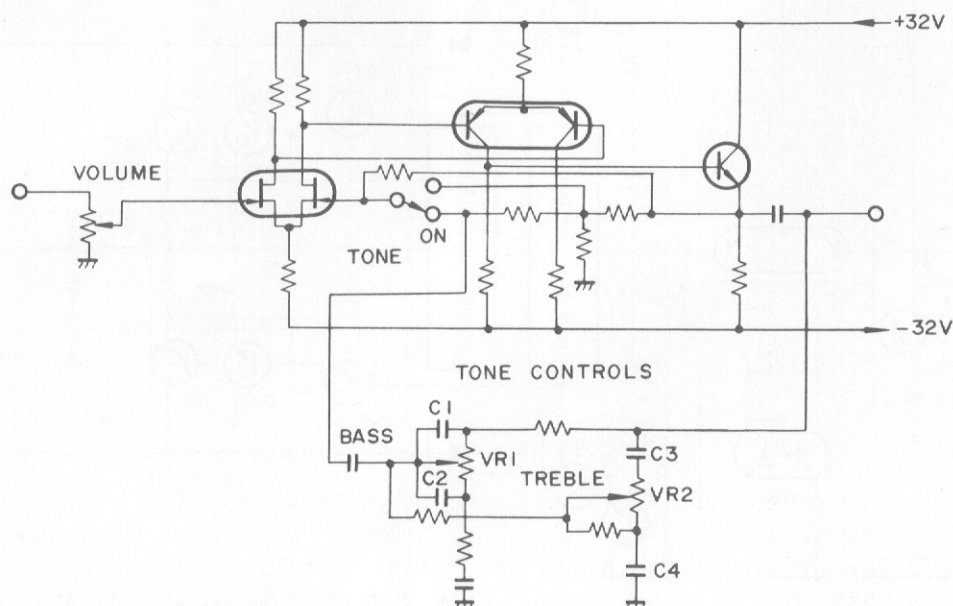 +32V
VOLUME
ON
TONE
-32V
TONE CONTROLS
C1
BASS
VR1
C3
C2
TREBLE
VR2
C4